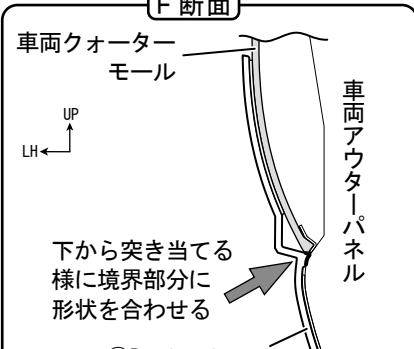 F 断面
車両クォーター
モール
UP
LH
車両アウターパネル
下から突き当てる
様に境界部分に
形状を合わせる